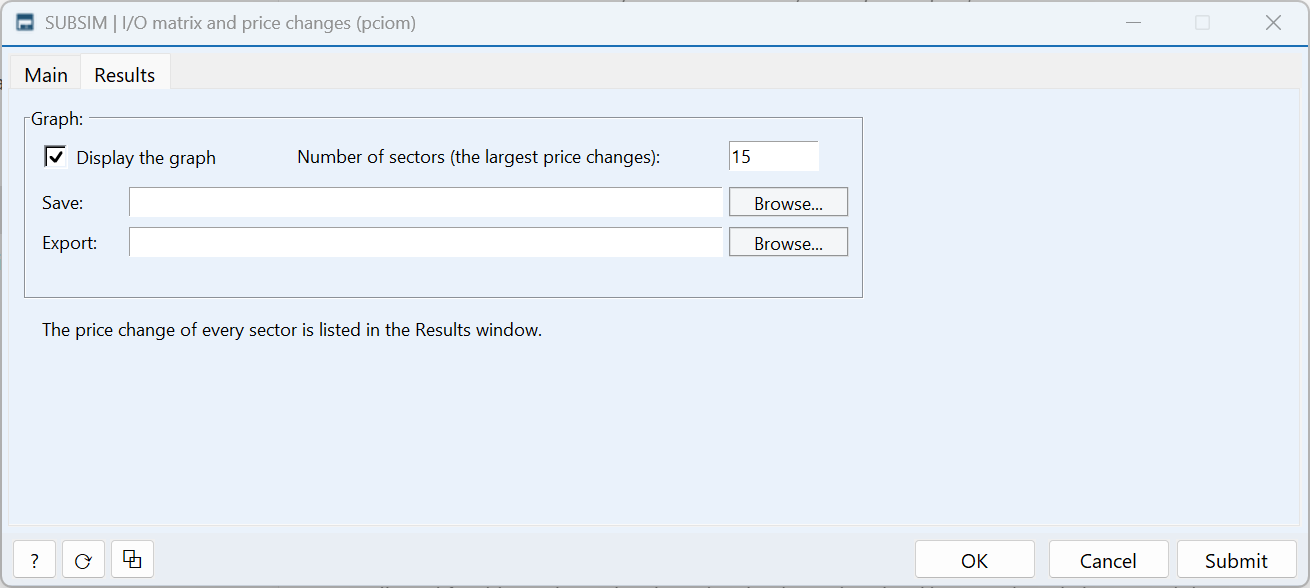 SUBSIM | I/O matrix and price changes (pciom)
Main Results
Graph:
Display the graph Number of sectors (the largest price changes): 15
Save: Browse...
Export: Browse...
The price change of every sector is listed in the Results window.
? OK Cancel Submit